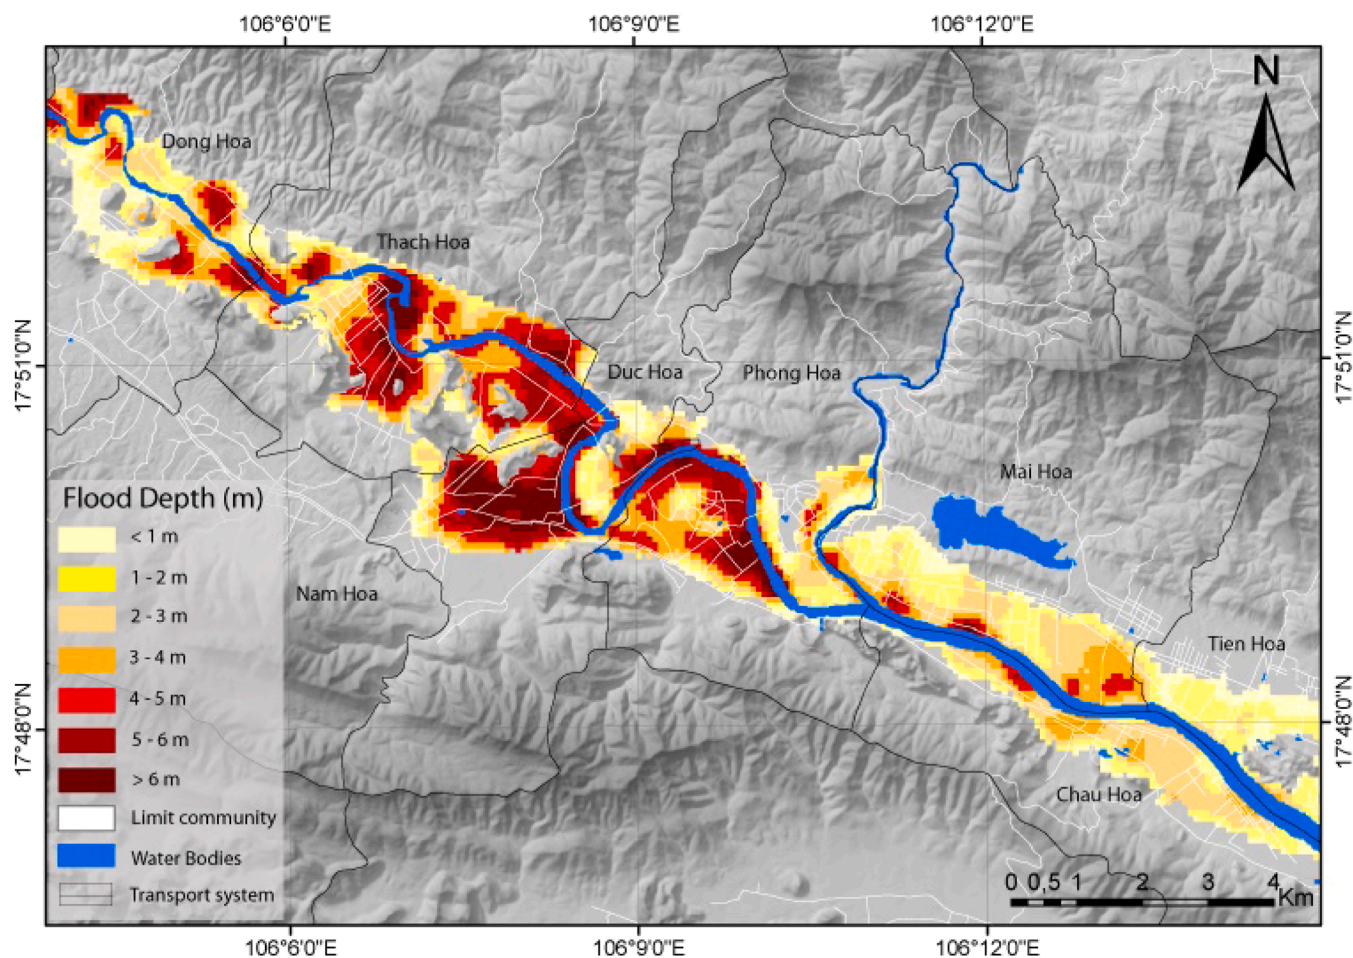 106°6'0"E
106°9'0"E
106°12'0"E
N
Dong Hoa
Thach Hoa
17°51'0"N
17°51'0"N
Duc Hoa
Phong Hoa
Mai Hoa
Flood Depth (m)
< 1 m
1 - 2 m
2 - 3 m
3 - 4 m
4 - 5 m
5 - 6 m
> 6 m
Limit community
Water Bodies
Transport system
Nam Hoa
Tien Hoa
17°48'0"N
17°48'0"N
Chau Hoa
0 0,5 1 2 3 4
Km
106°6'0"E
106°9'0"E
106°12'0"E